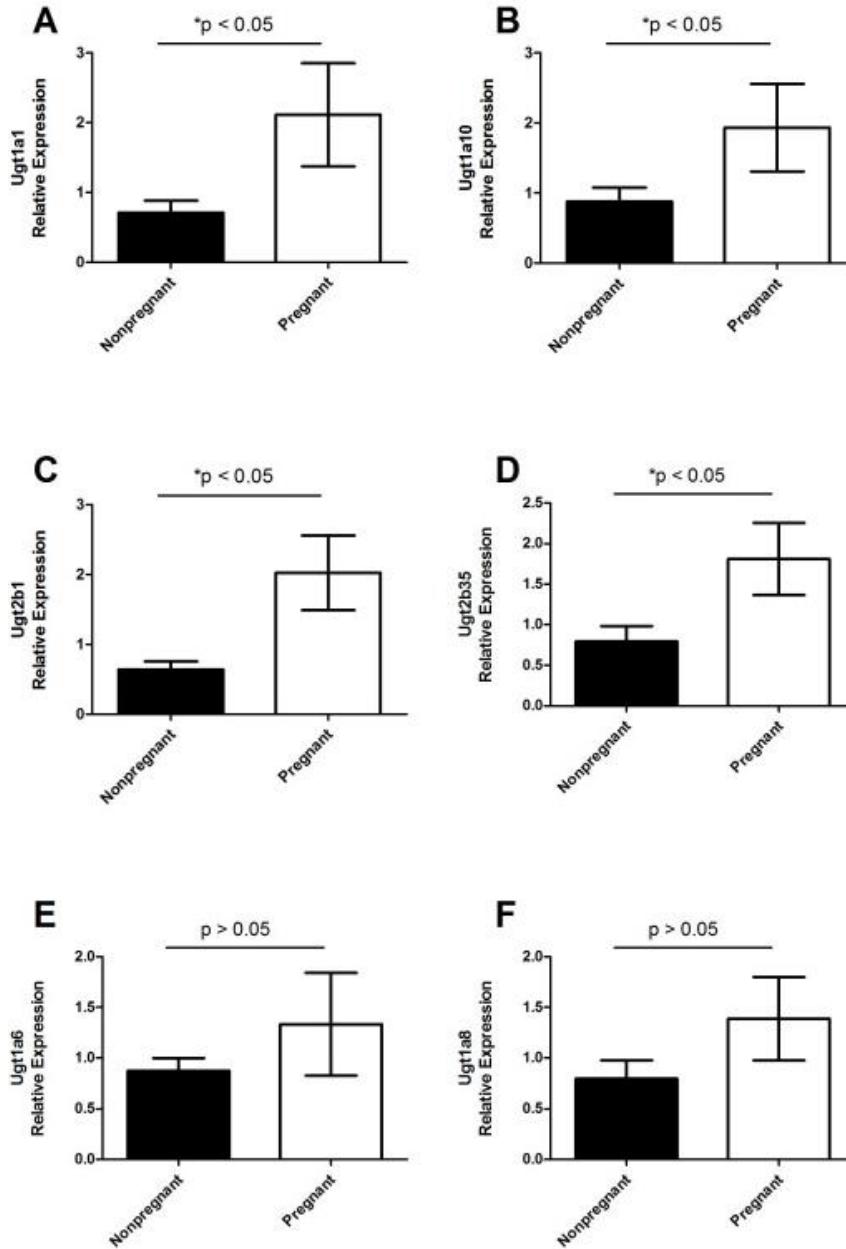 A
*p < 0.05
Ugt1a1
Relative Expression
3
2
1
0
Nonpregnant
Pregnant
B
*p < 0.05
Ugt1a10
Relative Expression
3
2
1
0
Nonpregnant
Pregnant
C
*p < 0.05
Ugt2b1
Relative Expression
3
2
1
0
Nonpregnant
Pregnant
D
*p < 0.05
Ugt2b35
Relative Expression
2.5
2.0
1.5
1.0
0.5
0.0
Nonpregnant
Pregnant
E
p > 0.05
Ugt1a6
Relative Expression
2.0
1.5
1.0
0.5
0.0
Nonpregnant
Pregnant
F
p > 0.05
Ugt1a8
Relative Expression
2.0
1.5
1.0
0.5
0.0
Nonpregnant
Pregnant